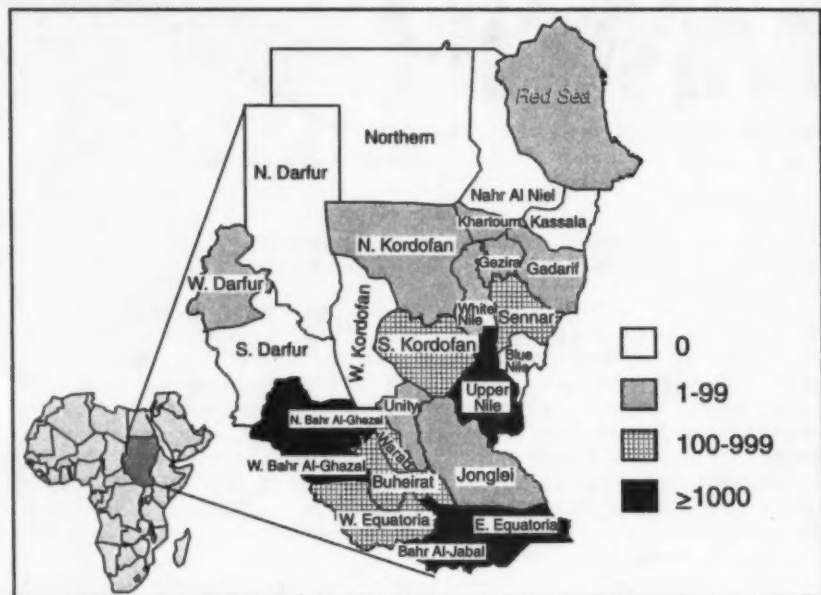 Red Sea
Northern
N. Darfur
Nahr Al Niel
Khartoum
Kassala
N. Kordofan
Gezira
Gadarif
W. Darfur
White
Nile
Sennar
W. Kordofan
S. Kordofan
S. Darfur
Blue
Nile
Upper
Nile
Unity
N. Bahr Al-Ghazal
Warab
W. Bahr Al-Ghazal
Buheirat
Jonglei
W. Equatoria
E. Equatoria
Bahr Al-Jabal
0
1-99
100-999
≥1000